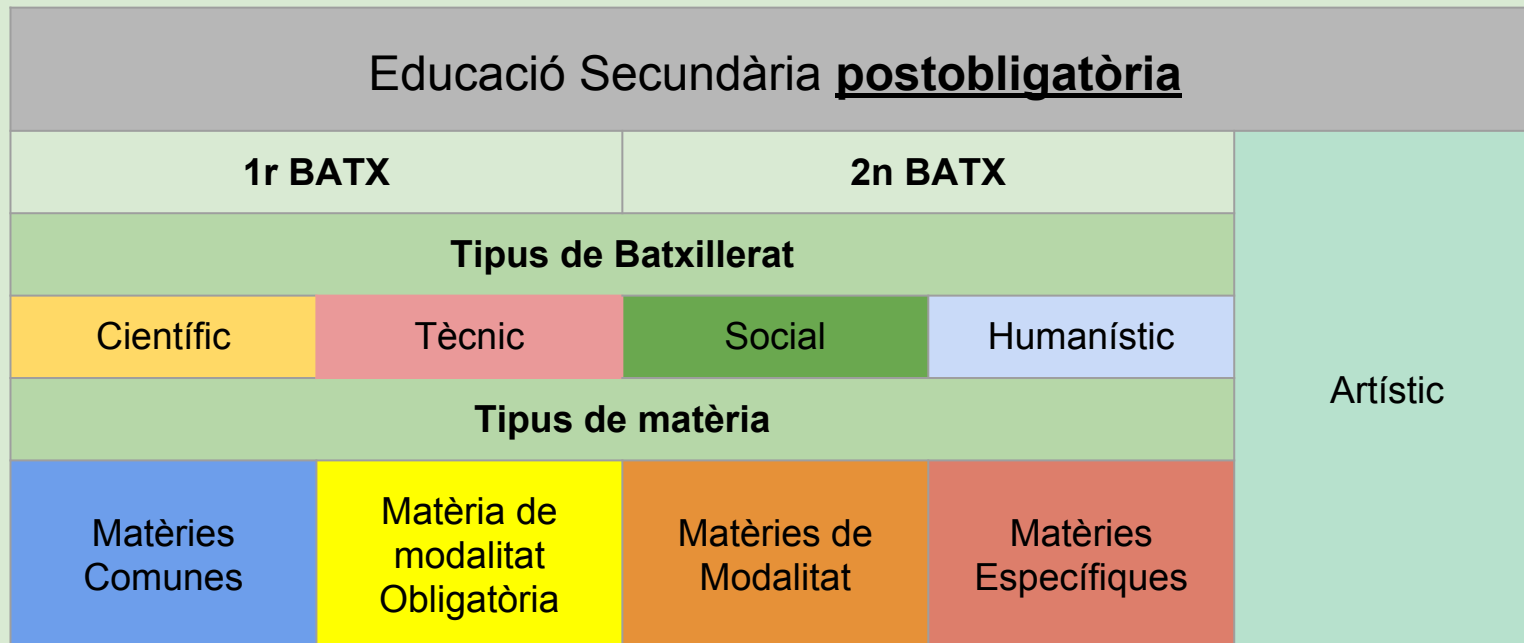 Educació Secundària postobligatòria
1r BATX
2n BATX
Tipus de Batxillerat
Científic
Tècnic
Social
Humanístic
Artístic
Tipus de matèria
Matèries
Comunes
Matèria de
modalitat
Obligatòria
Matèries de
Modalitat
Matèries
Específiques